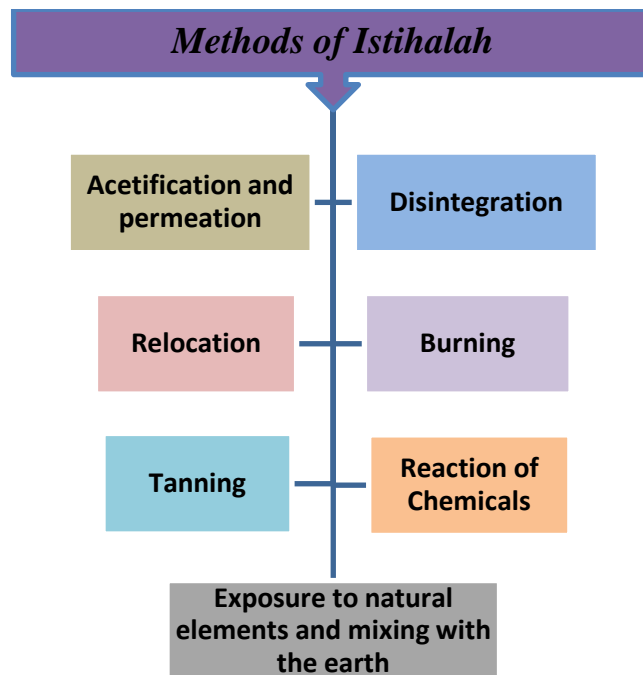 Methods of Istihalah
Acetification and
permeation
Disintegration
Relocation
Burning
Tanning
Reaction of
Chemicals
Exposure to natural
elements and mixing with
the earth